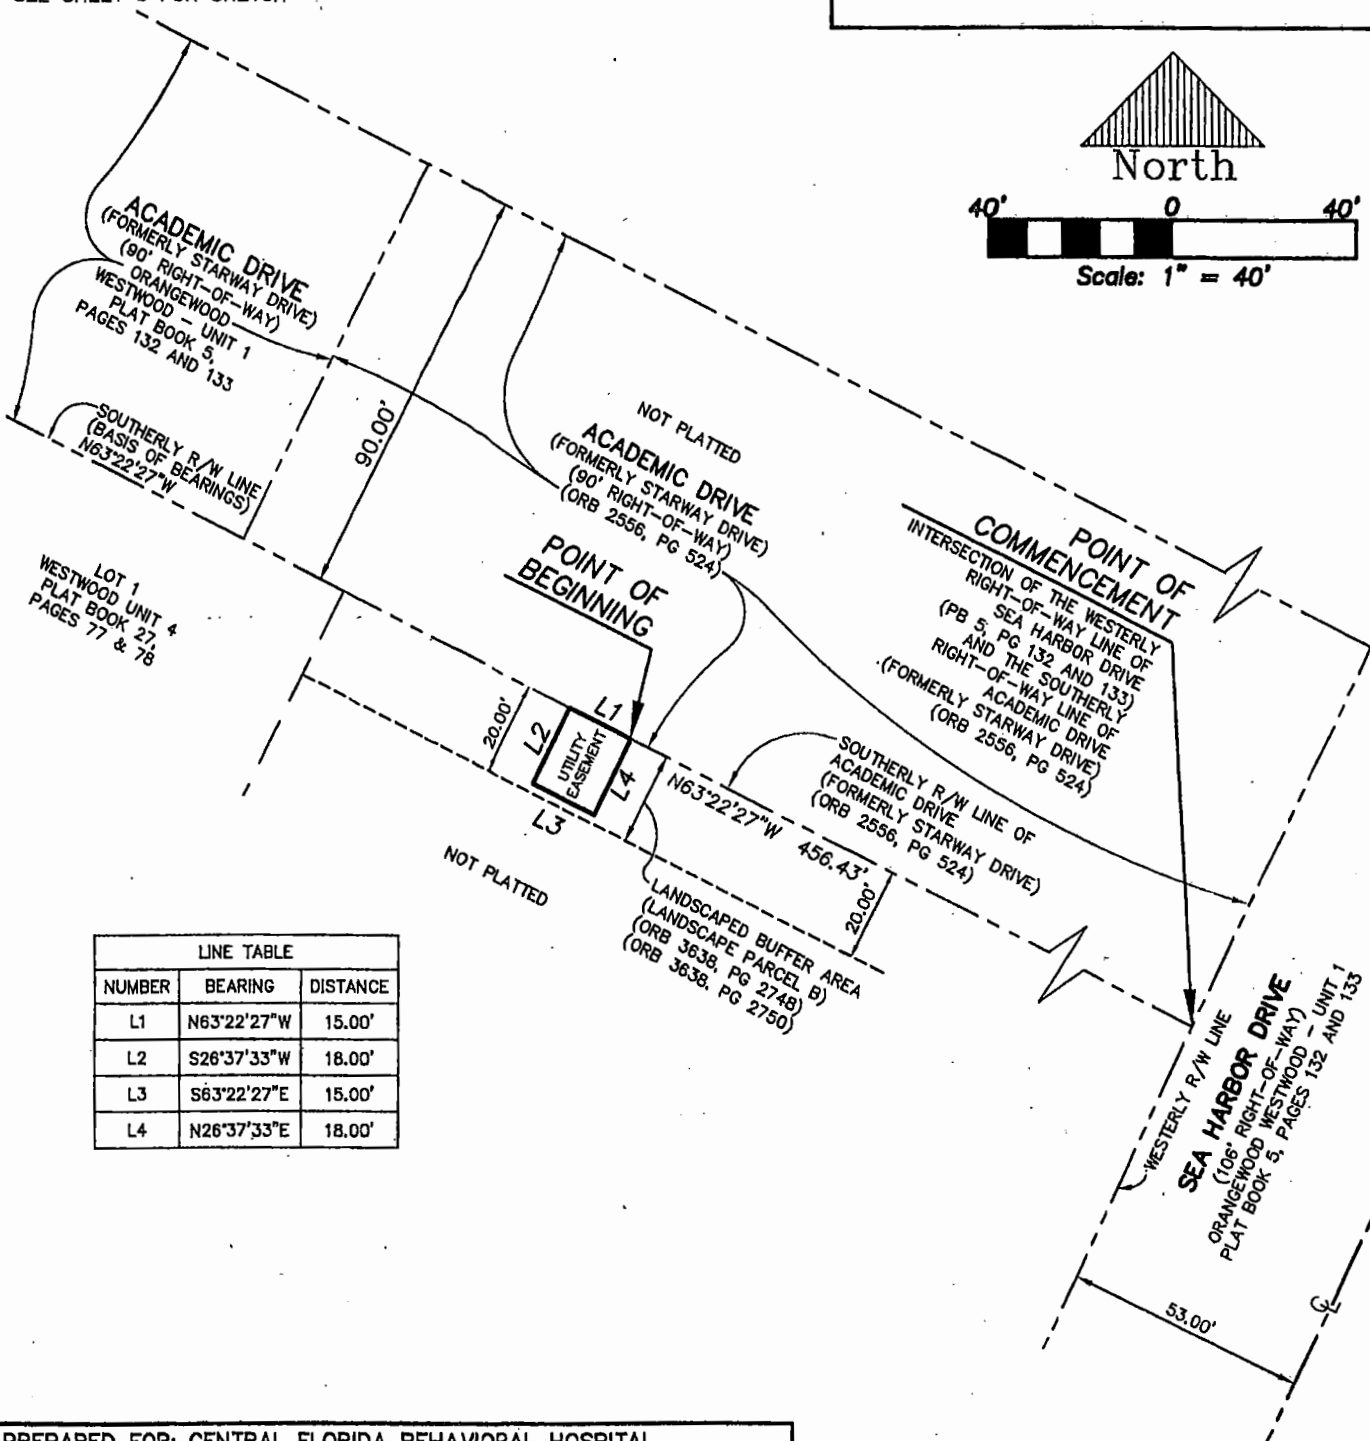 North
40' 0 40'
Scale: 1" = 40'
ACADEMIC DRIVE
(FORMERLY STARWAY DRIVE)
(90' RIGHT-OF-WAY)
ORANGEWOOD
WESTWOOD - UNIT 1
PLAT BOOK 5,
PAGES 132 AND 133
SOUTHERLY R/W LINE
(BASIS OF BEARINGS)
N63°22'27"W
90.00'
NOT PLATTED
ACADEMIC DRIVE
(FORMERLY STARWAY DRIVE)
(90' RIGHT-OF-WAY)
(ORB 2556, PG 524)
POINT OF
BEGINNING
POINT OF
COMMENCEMENT
INTERSECTION OF THE WESTERLY
RIGHT-OF-WAY LINE OF
SEA HARBOR DRIVE
(PB 5, PG 132 AND 133)
AND THE SOUTHERLY
RIGHT-OF-WAY LINE OF
ACADEMIC DRIVE
(FORMERLY STARWAY DRIVE)
(ORB 2556, PG 524)
LOT 1
WESTWOOD UNIT 4
PLAT BOOK 27,
PAGES 77 & 78
20.00'
L1
L2
UTILITY
EASEMENT
L4
L3
N63°22'27"W 456.43'
SOUTHERLY R/W LINE OF
ACADEMIC DRIVE
(FORMERLY STARWAY DRIVE)
(ORB 2556, PG 524)
20.00'
NOT PLATTED
LANDSCAPED BUFFER AREA
(LANDSCAPE PARCEL B)
(ORB 3638, PG 2748)
(ORB 3638, PG 2750)
LINE TABLE
NUMBER BEARING DISTANCE
L1 N63°22'27"W 15.00'
L2 S26°37'33"W 18.00'
L3 S63°22'27"E 15.00'
L4 N26°37'33"E 18.00'
WESTERLY R/W LINE
SEA HARBOR DRIVE
(106' RIGHT-OF-WAY)
ORANGEWOOD WESTWOOD - UNIT 1
PLAT BOOK 5, PAGES 132 AND 133
53.00'
CL
PREPARED FOR: CENTRAL FLORIDA BEHAVIORAL HOSPITAL